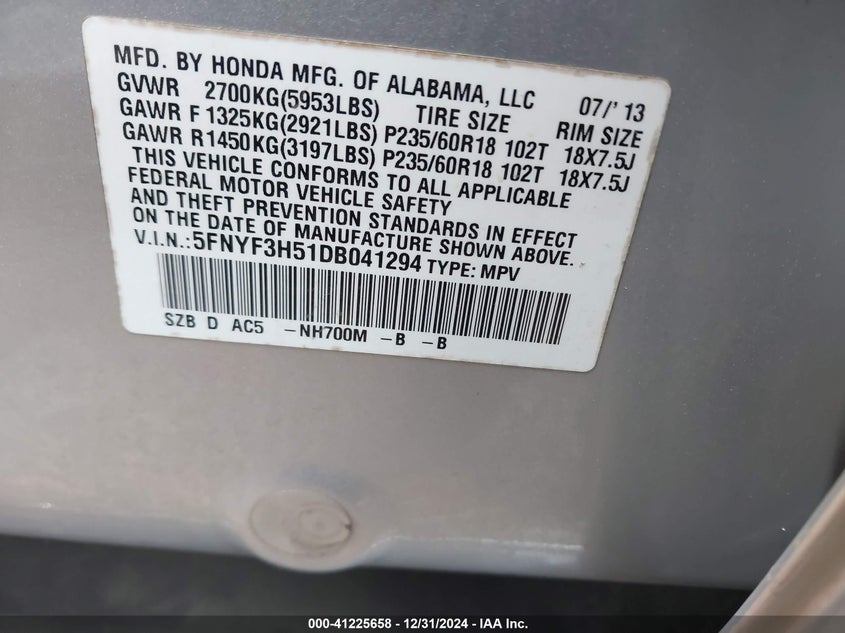 MFD. BY HONDA MFG. OF ALABAMA, LLC 07/'13
GVWR 2700KG(5953LBS) TIRE SIZE RIM SIZE
GAWR F 1325KG(2921LBS) P235/60R18 102T 18X7.5J
GAWR R1450KG(3197LBS) P235/60R18 102T 18X7.5J
THIS VEHICLE CONFORMS TO ALL APPLICABLE
FEDERAL MOTOR VEHICLE SAFETY
AND THEFT PREVENTION STANDARDS IN EFFECT
ON THE DATE OF MANUFACTURE SHOWN ABOVE.
V.I.N.:5FNYF3H51DB041294 TYPE: MPV
SZB D AC5 -NH700M -B -B
000-41225658 - 12/31/2024 - IAA Inc.